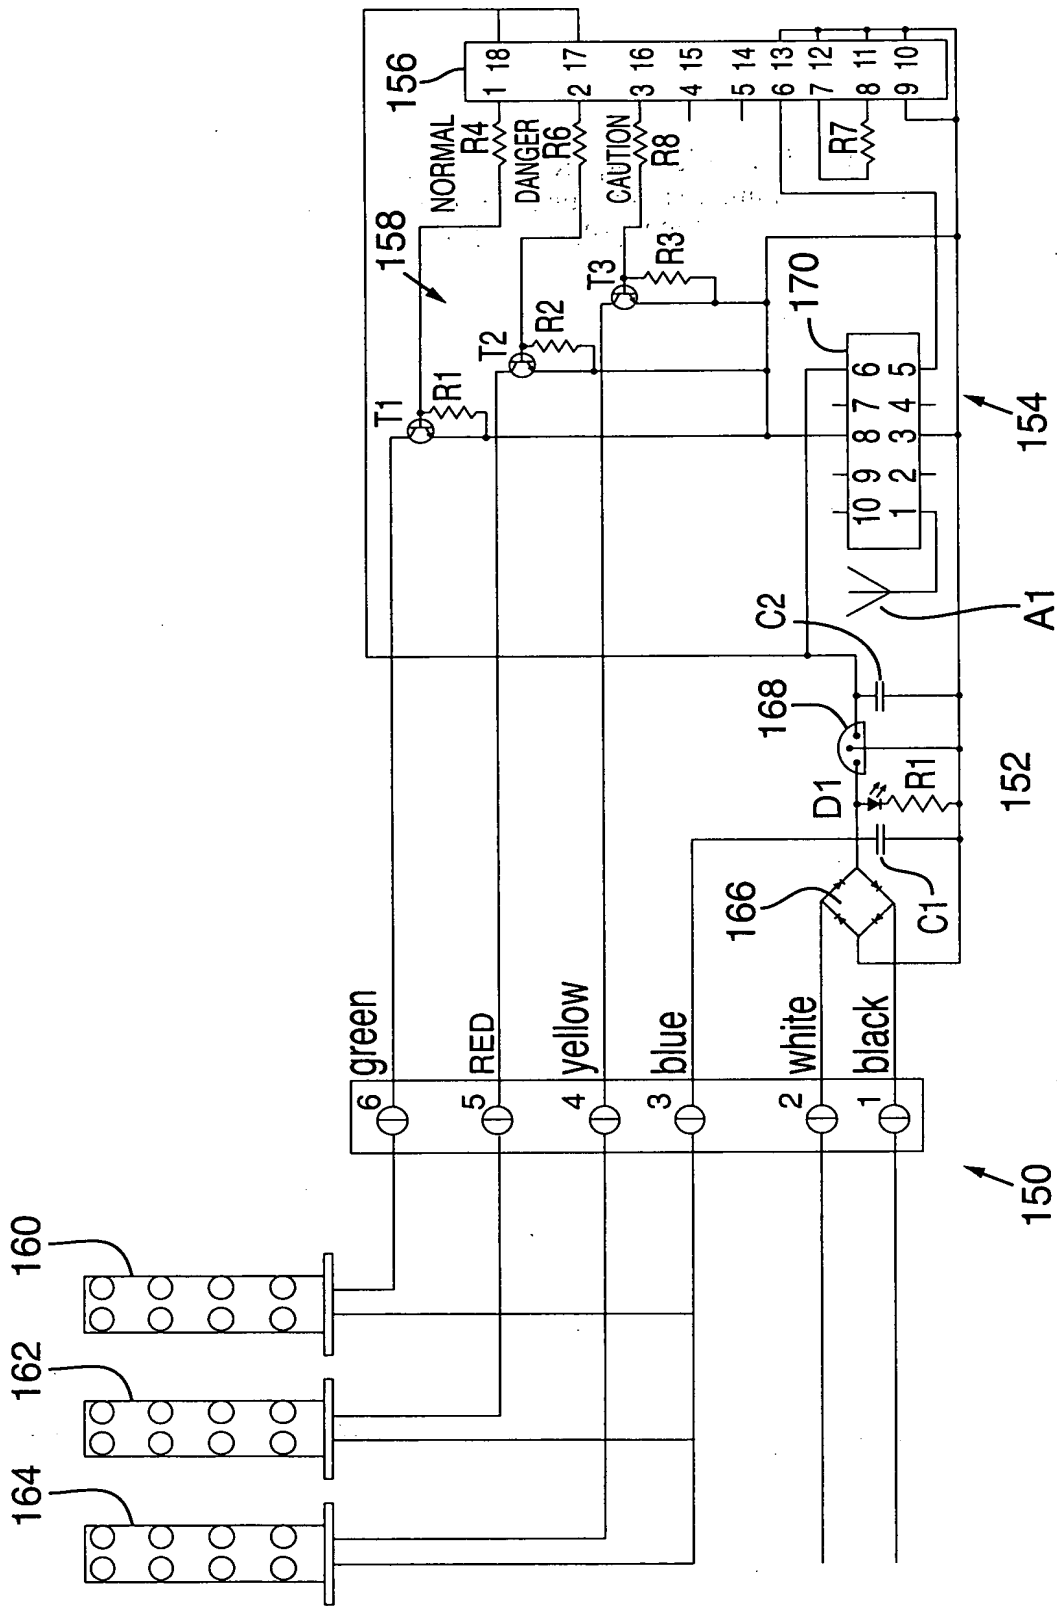 164
162
160
150
6
green
5
RED
4
yellow
3
blue
2
white
1
black
166
C1
D1
R1
152
168
C2
A1
170
154
10 9 8 7 6
1 2 3 4 5
158
T1
R1
T2
R2
T3
R3
NORMAL
R4
DANGER
R6
CAUTION
R8
R7
156
1 18
2 17
3 16
4 15
5 14
6 13
7 12
8 11
9 10